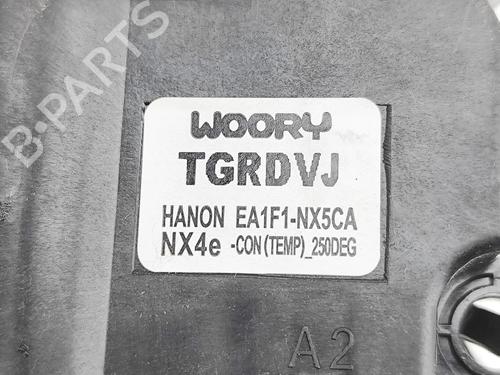 B-PARTS
WOORY
TGRDVJ
HANON EA1F1-NX5CA
NX4e -CON(TEMP)_250DEG
A2